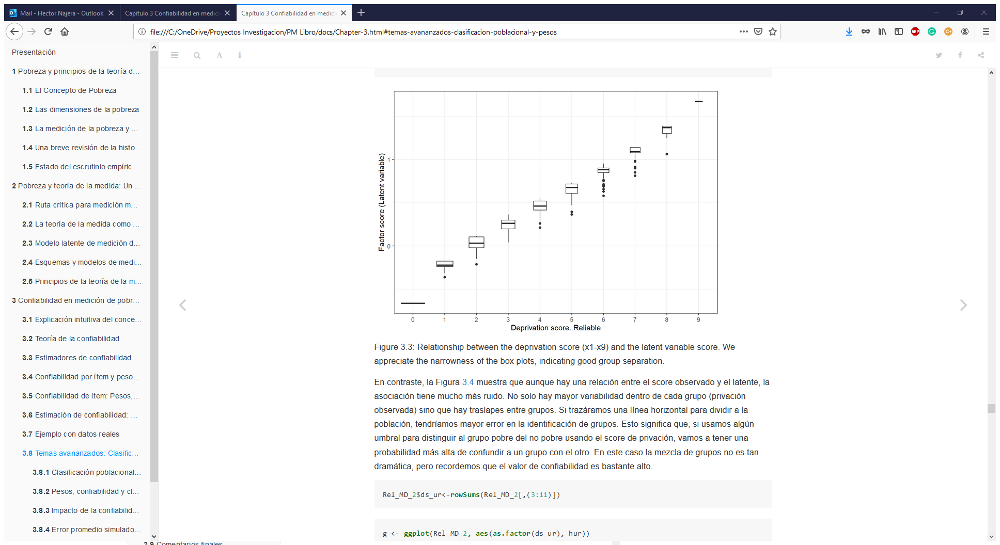 Mail - Hector Najera - Outlook
Capítulo 3 Confiabilidad en medici
Capítulo 3 Confiabilidad en medici
file:///C:/OneDrive/Proyectos Investigacion/PM Libro/docs/Chapter-3.html#temas-avananzados-clasificacion-poblacional-y-pesos
ABP
Presentación
1 Pobreza y principios de la teoría d...
1.1 El Concepto de Pobreza
1.2 Las dimensiones de la pobreza
1.3 La medición de la pobreza y ...
1.4 Una breve revisión de la histo...
1.5 Estado del escrutinio empíric...
2 Pobreza y teoría de la medida: Un ...
2.1 Ruta crítica para medición m...
2.2 La teoría de la medida como ...
2.3 Modelo latente de medición d...
2.4 Esquemas y modelos de medi...
2.5 Principios de la teoría de la m...
3 Confiabilidad en medición de pobr...
3.1 Explicación intuitiva del conce...
3.2 Teoría de la confiabilidad
3.3 Estimadores de confiabilidad
3.4 Confiabilidad por ítem y peso...
3.5 Confiabilidad de ítem: Pesos,...
3.6 Estimación de confiabilidad: ...
3.7 Ejemplo con datos reales
3.8 Temas avananzados: Clasific...
3.8.1 Clasificación poblacional...
3.8.2 Pesos, confiabilidad y cl...
3.8.3 Impacto de la confiabilid...
3.8.4 Error promedio simulado...
3.9 Comentarios finales
A
i
Factor score (Latent variable)
1
0
0 1 2 3 4 5 6 7 8 9
Deprivation score. Reliable
Figure 3.3: Relationship between the deprivation score (x1-x9) and the latent variable score. We
appreciate the narrowness of the box plots, indicating good group separation.
En contraste, la Figura 3.4 muestra que aunque hay una relación entre el score observado y el latente, la
asociación tiene mucho más ruido. No solo hay mayor variabilidad dentro de cada grupo (privación
observada) sino que hay traslapes entre grupos. Si trazáramos una línea horizontal para dividir a la
población, tendríamos mayor error en la identificación de grupos. Esto significa que, si usamos algún
umbral para distinguir al grupo pobre del no pobre usando el score de privación, vamos a tener una
probabilidad más alta de confundir a un grupo con el otro. En este caso la mezcla de grupos no es tan
dramática, pero recordemos que el valor de confiabilidad es bastante alto.
Rel_MD_2$ds_ur<-rowSums(Rel_MD_2[,(3:11)])
g <- ggplot(Rel_MD_2, aes(as.factor(ds_ur), hur))